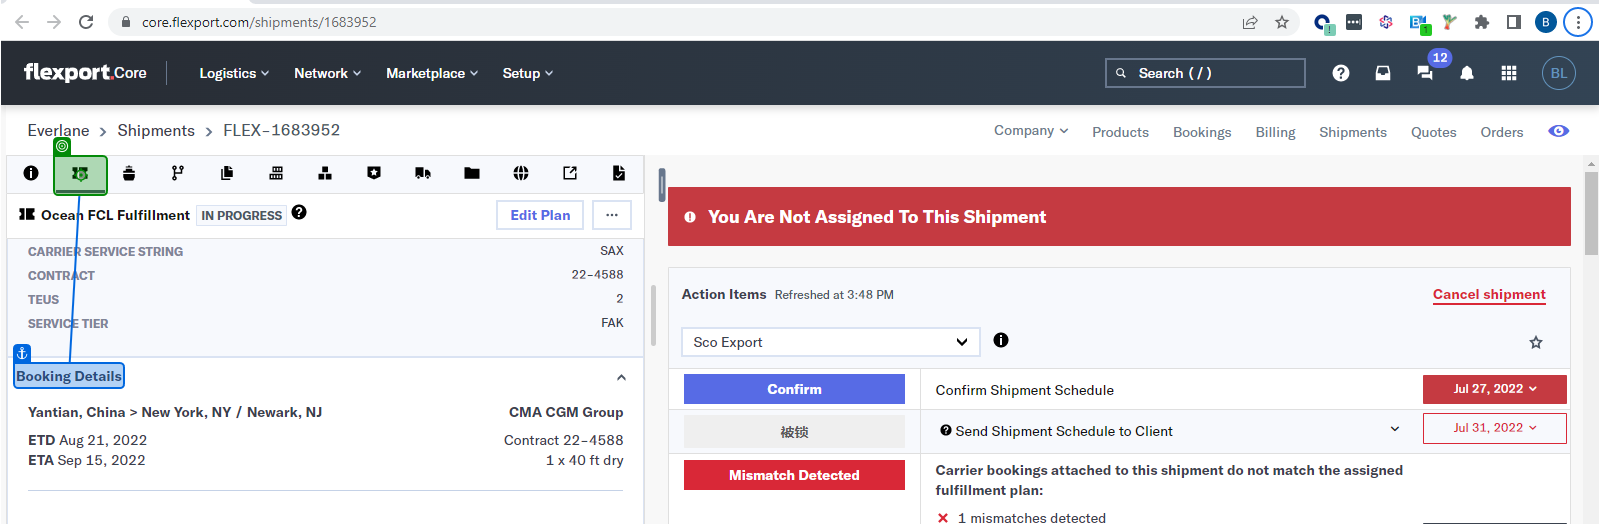 core.flexport.com/shipments/1683952
1
1
B
flexport.Core
Logistics
Network
Marketplace
Setup
Search ( / )
12
BL
Everlane > Shipments > FLEX-1683952
Company
Products
Bookings
Billing
Shipments
Quotes
Orders
Ocean FCL Fulfillment
IN PROGRESS
Edit Plan
...
CARRIER SERVICE STRING SAX
CONTRACT 22-4588
TEUS 2
SERVICE TIER FAK
Booking Details
Yantian, China > New York, NY / Newark, NJ
CMA CGM Group
ETD Aug 21, 2022
Contract 22-4588
ETA Sep 15, 2022
1 x 40 ft dry
You Are Not Assigned To This Shipment
Action Items Refreshed at 3:48 PM
Cancel shipment
Sco Export
Confirm
Confirm Shipment Schedule
Jul 27, 2022
被锁
Send Shipment Schedule to Client
Jul 31, 2022
Mismatch Detected
Carrier bookings attached to this shipment do not match the assigned
fulfillment plan:
1 mismatches detected